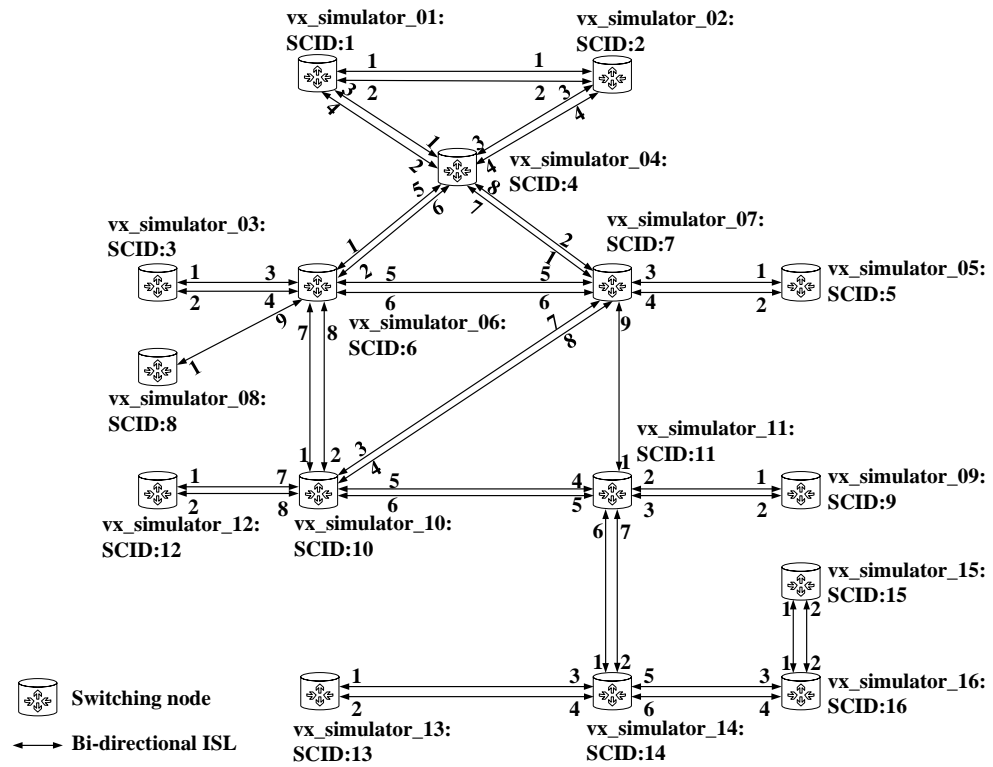 vx_simulator_01:
SCID:1
vx_simulator_02:
SCID:2
1 1
2 2
3 3
4 4
1 3
2 4
vx_simulator_04:
SCID:4
5 8
6 7
vx_simulator_03:
SCID:3
vx_simulator_07:
SCID:7
1 2
2 1
1 3 5 5 3 1
2 4 6 6 4 2
vx_simulator_05:
SCID:5
9 7 8 7 9
8
vx_simulator_06:
SCID:6
1
vx_simulator_08:
SCID:8
vx_simulator_11:
SCID:11
1 2 3 1
4
1 7 5 4 2 1
2 8 6 5 3 2
vx_simulator_09:
SCID:9
vx_simulator_12:
SCID:12
vx_simulator_10:
SCID:10
6 7
vx_simulator_15:
SCID:15
1 2
1 2 1 2
1 3 5 3
2 4 6 4
vx_simulator_16:
SCID:16
vx_simulator_13:
SCID:13
vx_simulator_14:
SCID:14
Switching node
Bi-directional ISL